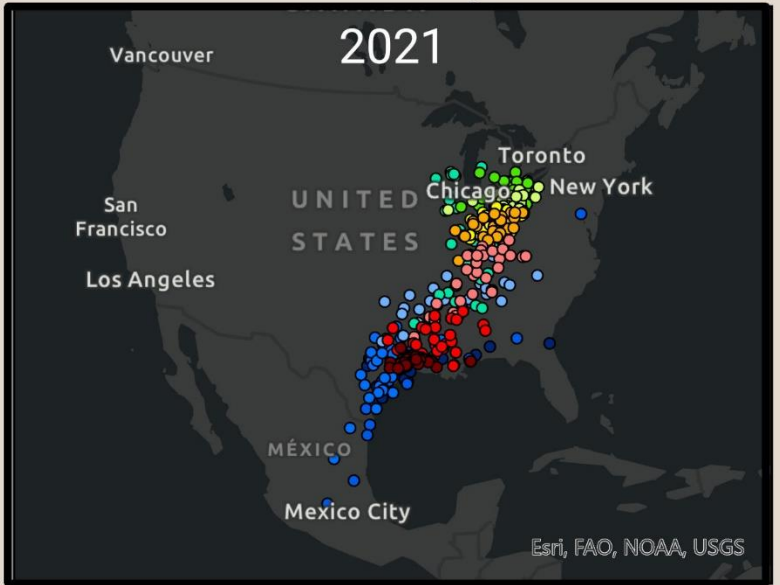 2021
Vancouver
Toronto
Chicago
New York
UNITED
STATES
San
Francisco
Los Angeles
MÉXICO
Mexico City
Esri, FAO, NOAA, USGS